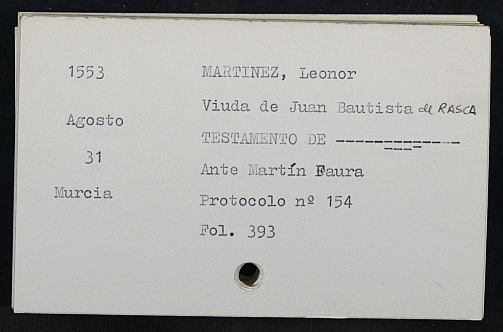 1553
MARTINEZ, Leonor
Viuda de Juan Bautista de RASCA
Agosto
TESTAMENTO DE -------------
31
Ante Martín Faura
Murcia
Protocolo nº 154
Fol. 393